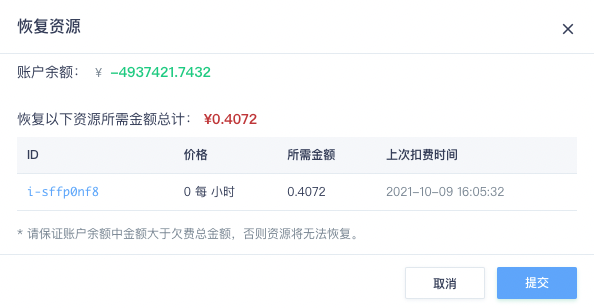 恢复资源
账户余额： ￥ -4937421.7432
恢复以下资源所需金额总计： ¥0.4072
ID 价格 所需金额 上次扣费时间
i-sffp0nf8 0 每 小时 0.4072 2021-10-09 16:05:32
* 请保证账户余额中金额大于欠费总金额，否则资源将无法恢复。
取消 提交